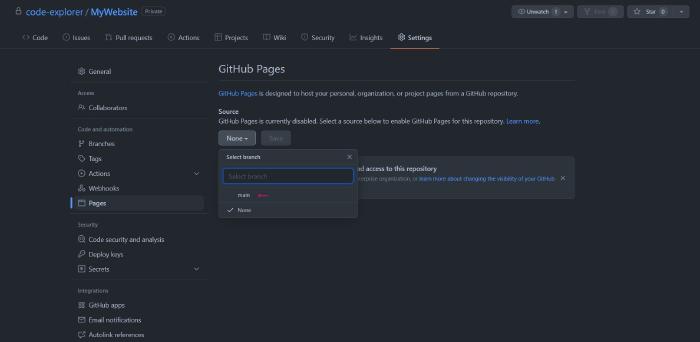 code-explorer / MyWebsite Private
Unwatch 1
Fork 0
Star 0
Code
Issues
Pull requests
Actions
Projects
Wiki
Security
Insights
Settings
General
Access
Collaborators
Code and automation
Branches
Tags
Actions
Webhooks
Pages
Security
Code security and analysis
Deploy keys
Secrets
Integrations
GitHub apps
Email notifications
Autolink references
GitHub Pages
GitHub Pages is designed to host your personal, organization, or project pages from a GitHub repository.
Source
GitHub Pages is currently disabled. Select a source below to enable GitHub Pages for this repository. Learn more.
None
Save
Select branch
Select branch
main
None
d access to this repository
erprise organization, or learn more about changing the visibility of your GitHub